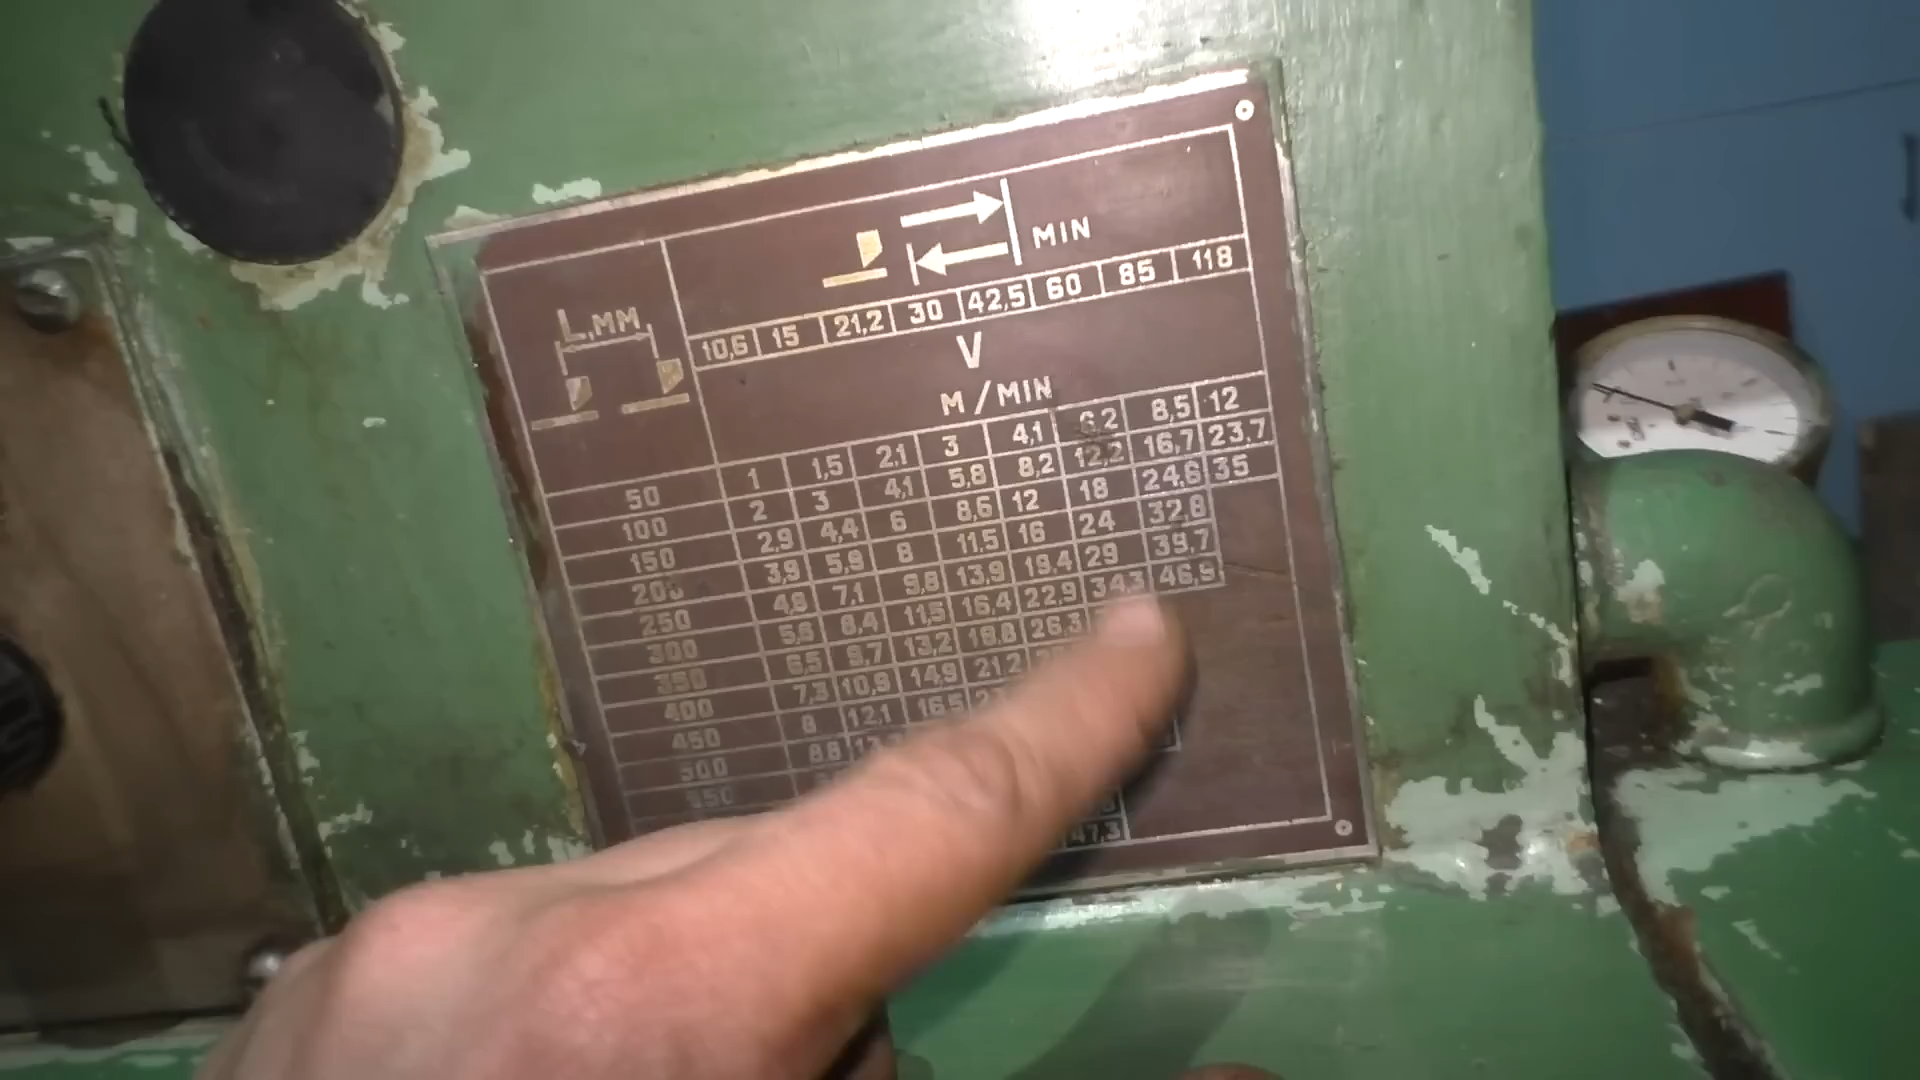 MIN
L,MM
10,6 15 21,2 30 42,5 60 85 118
V
M/MIN
50 1 1,5 2,1 3 4,1 6,2 8,5 12
100 2 3 4,1 5,8 8,2 12,2 16,7 23,7
150 2,9 4,4 6 8,6 12 18 24,6 35
200 3,9 5,9 8 11,5 16 24 32,8
250 4,8 7,1 9,8 13,9 19,4 29 39,7
300 5,6 8,4 11,5 16,4 22,9 34,3 46,9
350 6,5 9,7 13,2 18,8 26,3
400 7,3 10,9 14,9 21,2
450 8 12,1 16,5
500 8,8
550
47,3